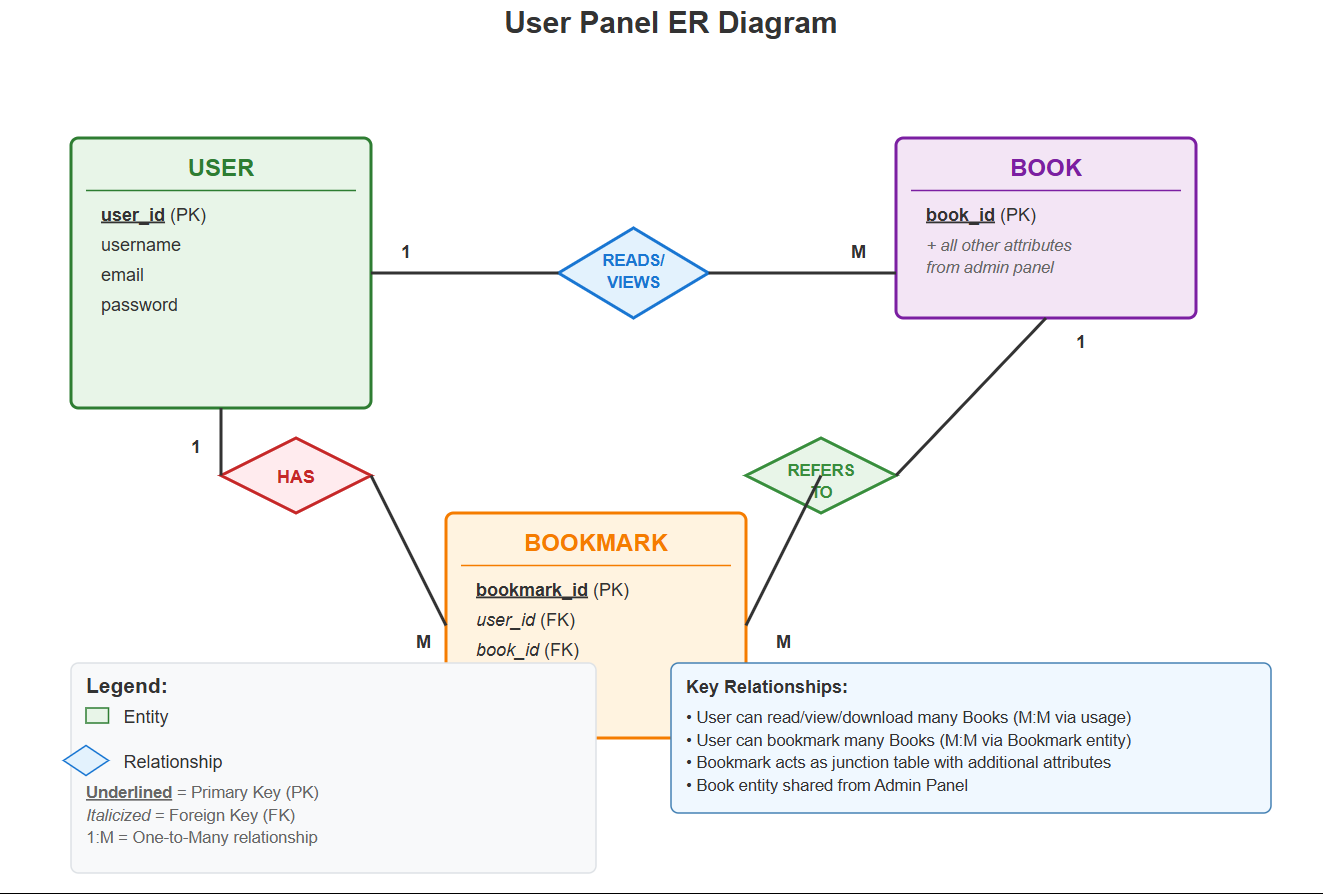 User Panel ER Diagram
USER
user_id (PK)
username
email
password
1
READS/
VIEWS
M
BOOK
book_id (PK)
+ all other attributes
from admin panel
1
1
HAS
REFERS
TO
BOOKMARK
bookmark_id (PK)
user_id (FK)
book_id (FK)
M
M
Legend:
Entity
Relationship
Underlined = Primary Key (PK)
Italicized = Foreign Key (FK)
1:M = One-to-Many relationship
Key Relationships:
• User can read/view/download many Books (M:M via usage)
• User can bookmark many Books (M:M via Bookmark entity)
• Bookmark acts as junction table with additional attributes
• Book entity shared from Admin Panel